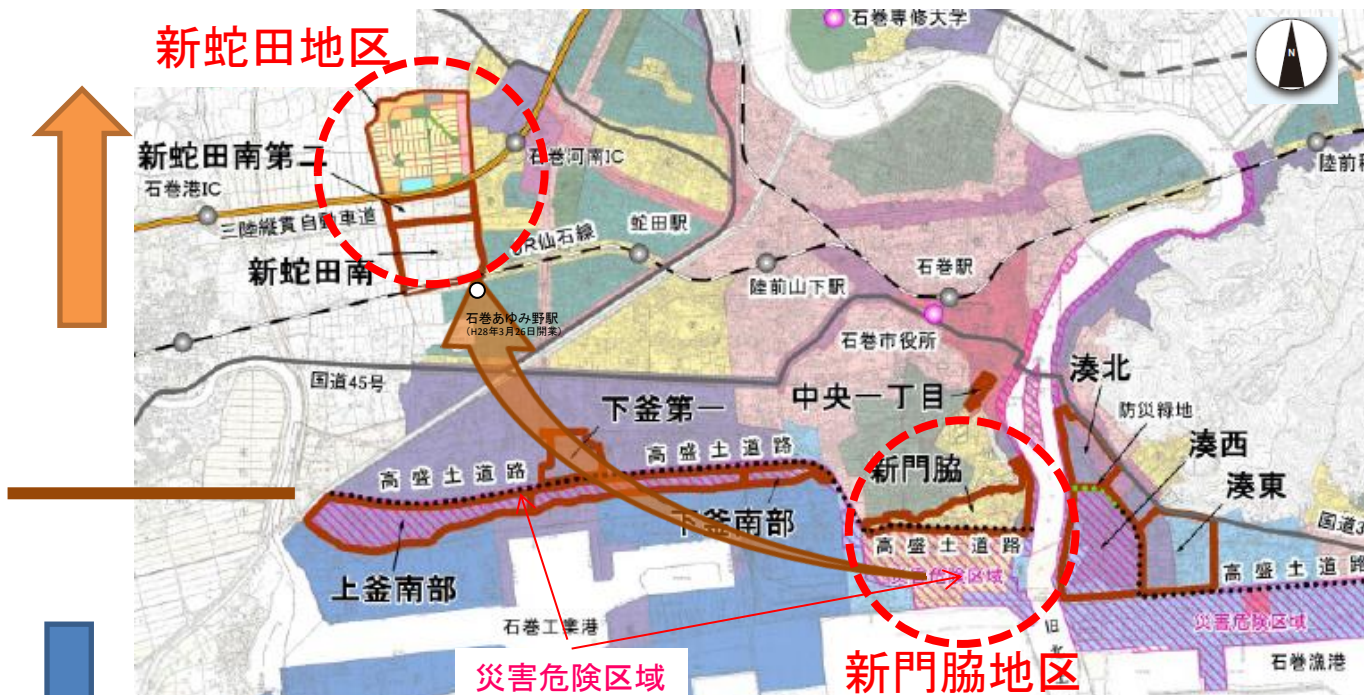 石巻専修大学
N
新蛇田地区
新蛇田南第二
石巻河南IC
石巻港IC
三陸縦貫自動車道
蛇田駅
JR仙石線
新蛇田南
石巻駅
陸前山下駅
石巻あゆみ野駅
(H28年3月26日開業)
石巻市役所
国道45号
中央一丁目
湊北
下釜第一
防災緑地
湊西
高盛土道路
高盛土道路
新門脇
湊東
下釜南部
高盛土道路
高盛土道路
災害危険区域
上釜南部
石巻工業港
災害危険区域
災害危険区域
新門脇地区
石巻漁港